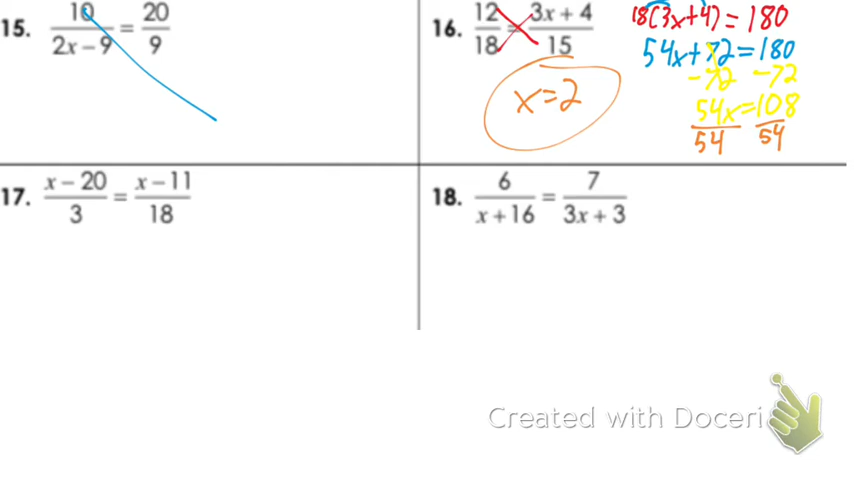 15. 10/(2x – 9) = 20/9
16. 12/18 = (3x + 4)/15
18(3x+4) = 180
54x+72=180
-72 -72
54x=108
54 54
x=2
17. (x – 20)/3 = (x – 11)/18
18. 6/(x + 16) = 7/(3x + 3)
Created with Doceri